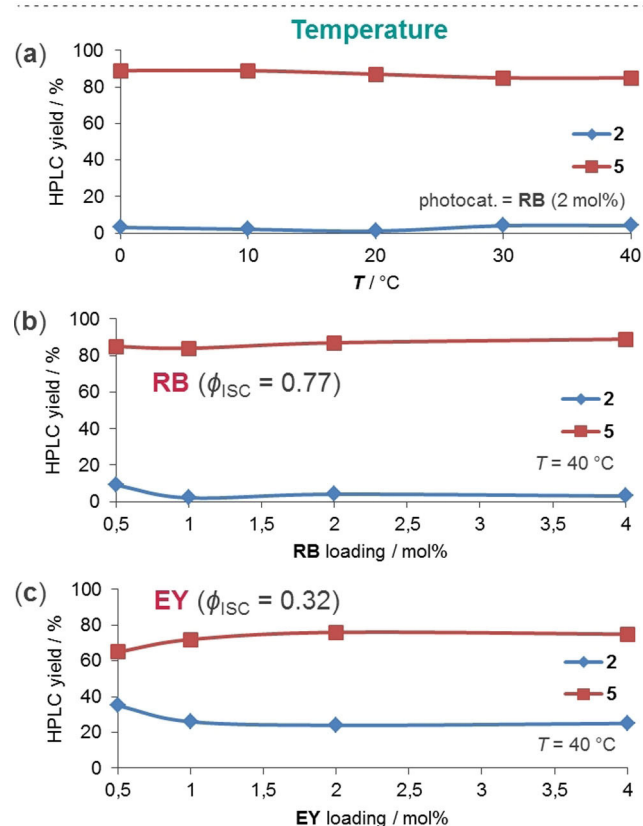 Temperature
(a)
HPLC yield / %
100
80
60
40
20
0
2
5
photocat. = RB (2 mol%)
0 10 20 30 40
T / °C
(b)
HPLC yield / %
100
80
60
40
20
0
RB (ϕISC = 0.77)
2
5
T = 40 °C
0,5 1 1,5 2 2,5 3 3,5 4
RB loading / mol%
(c)
HPLC yield / %
100
80
60
40
20
0
EY (ϕISC = 0.32)
2
5
T = 40 °C
0,5 1 1,5 2 2,5 3 3,5 4
EY loading / mol%